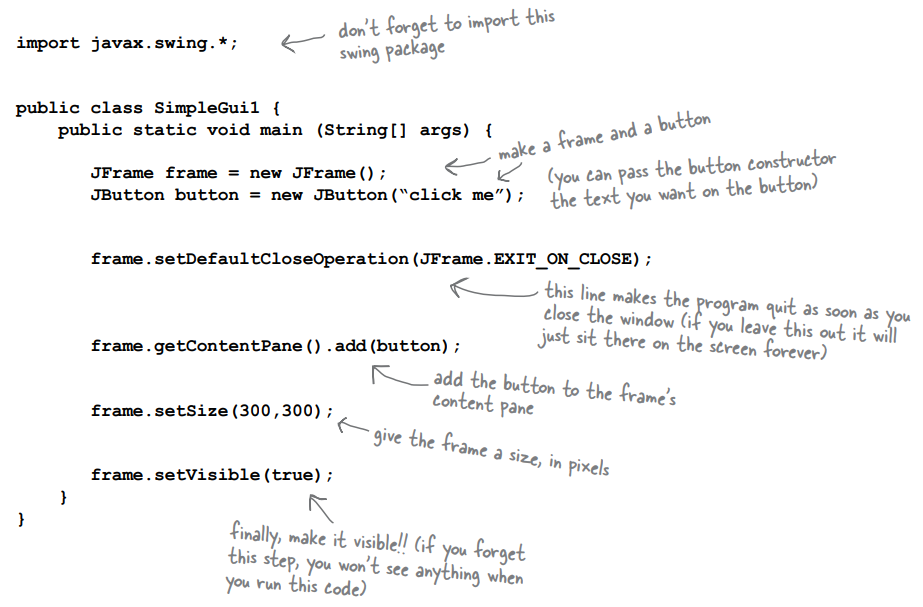 import javax.swing.*;
don't forget to import this
swing package
public class SimpleGui1 {
public static void main (String[] args) {
make a frame and a button
JFrame frame = new JFrame();
JButton button = new JButton(“click me”);
(you can pass the button constructor
the text you want on the button)
frame.setDefaultCloseOperation(JFrame.EXIT_ON_CLOSE);
this line makes the program quit as soon as you
close the window (if you leave this out it will
just sit there on the screen forever)
frame.getContentPane().add(button);
add the button to the frame's
content pane
frame.setSize(300,300);
give the frame a size, in pixels
frame.setVisible(true);
}
}
finally, make it visible!! (if you forget
this step, you won't see anything when
you run this code)